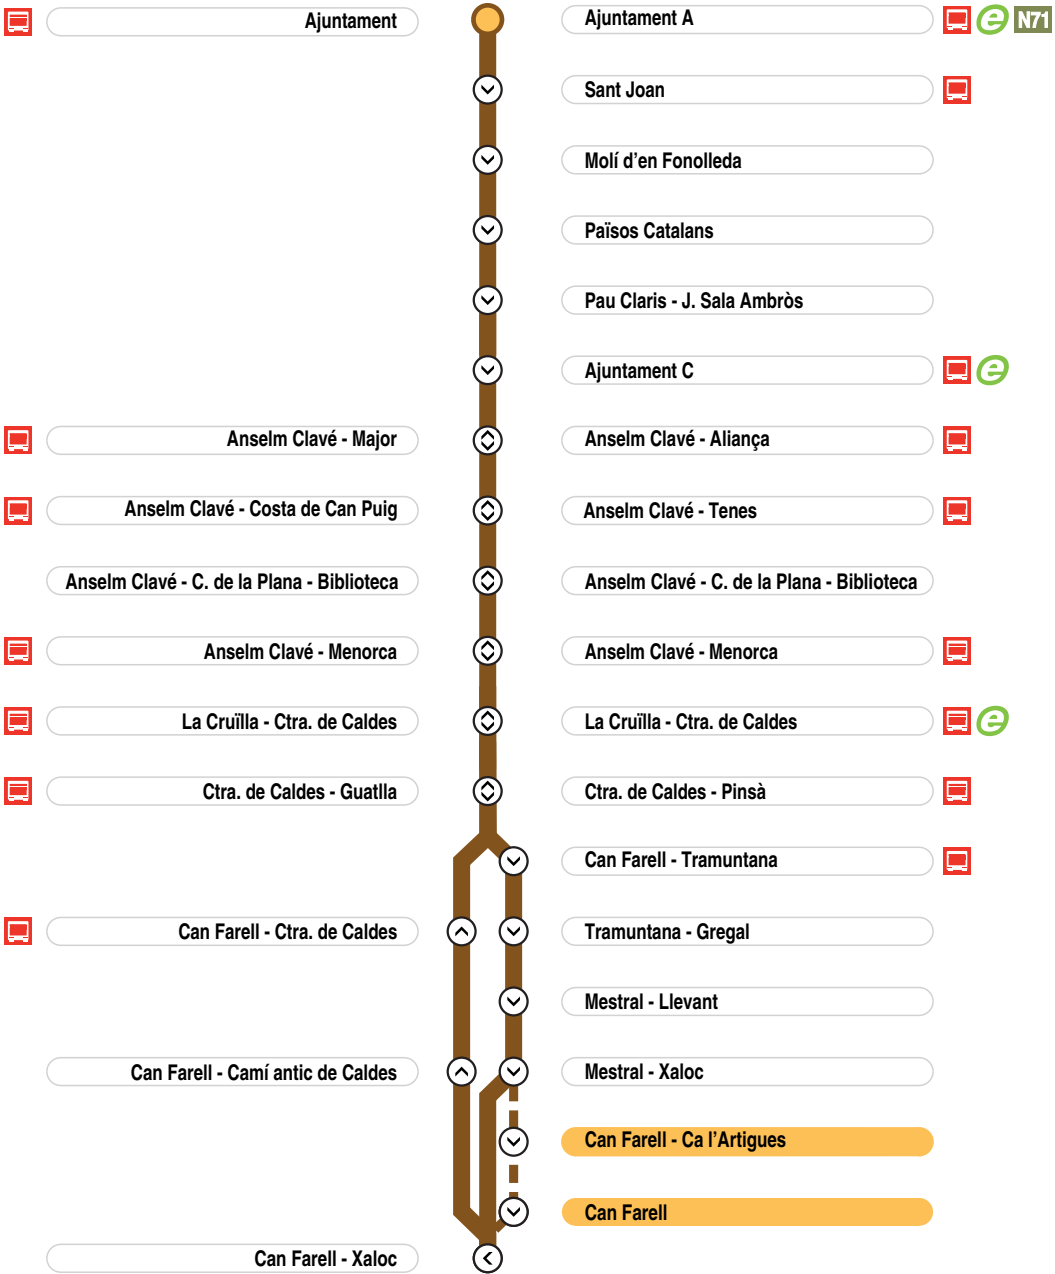 Ajuntament
Ajuntament A
e N71
Sant Joan
Molí d’en Fonolleda
Països Catalans
Pau Claris - J. Sala Ambròs
Ajuntament C
e
Anselm Clavé - Major
Anselm Clavé - Aliança
Anselm Clavé - Costa de Can Puig
Anselm Clavé - Tenes
Anselm Clavé - C. de la Plana - Biblioteca
Anselm Clavé - C. de la Plana - Biblioteca
Anselm Clavé - Menorca
Anselm Clavé - Menorca
La Cruïlla - Ctra. de Caldes
La Cruïlla - Ctra. de Caldes
e
Ctra. de Caldes - Guatlla
Ctra. de Caldes - Pinsà
Can Farell - Tramuntana
Can Farell - Ctra. de Caldes
Tramuntana - Gregal
Mestral - Llevant
Can Farell - Camí antic de Caldes
Mestral - Xaloc
Can Farell - Ca l’Artigues
Can Farell
Can Farell - Xaloc